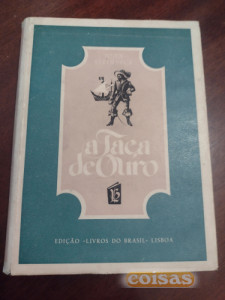 a Taça
de Ouro
EDIÇÃO «LIVROS DO BRASIL» LISBOA
coisas